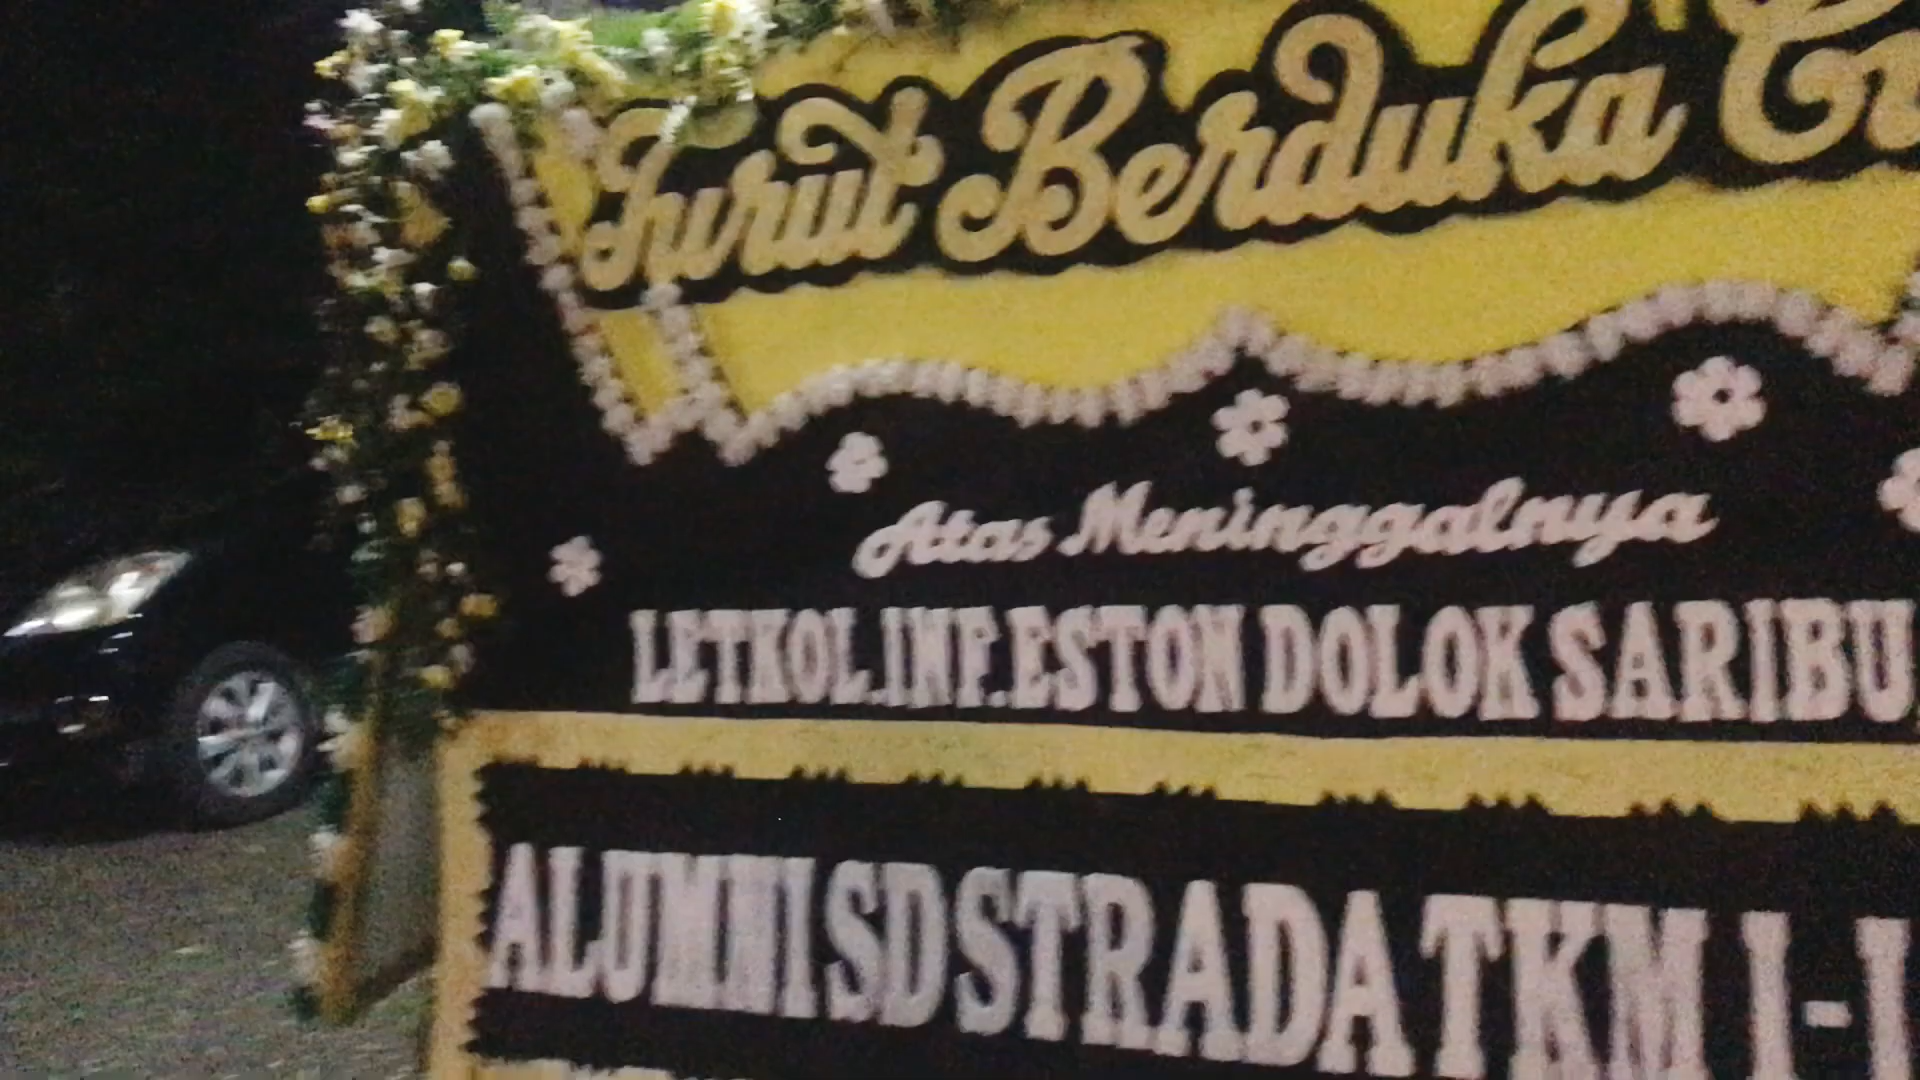 Turut Berduka
Atas Meninggalnya
LETKOL.INF.ESTON DOLOK SARIBU
ALUMNI SD STRADA TKM I - I